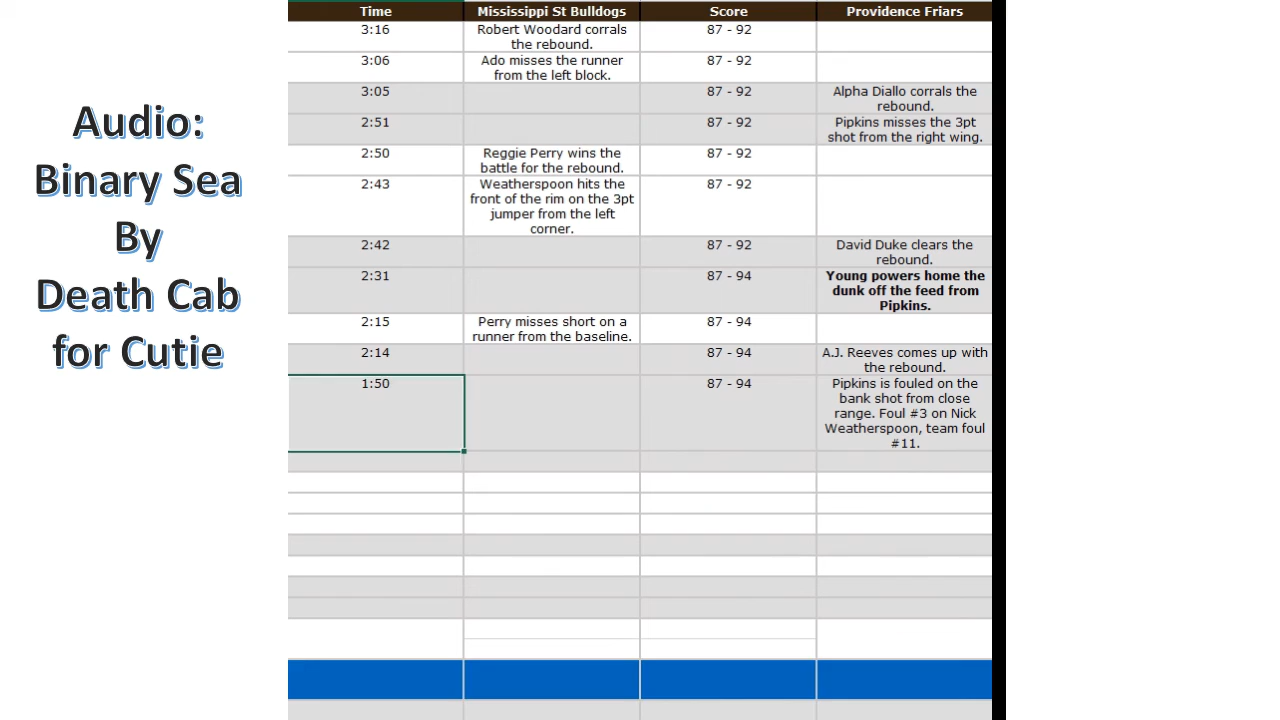 Audio:
Binary Sea
By
Death Cab
for Cutie
Time Mississippi St Bulldogs Score Providence Friars
3:16 Robert Woodard corrals the rebound. 87 - 92
3:06 Ado misses the runner from the left block. 87 - 92
3:05 87 - 92 Alpha Diallo corrals the rebound.
2:51 87 - 92 Pipkins misses the 3pt shot from the right wing.
2:50 Reggie Perry wins the battle for the rebound. 87 - 92
2:43 Weatherspoon hits the front of the rim on the 3pt jumper from the left corner. 87 - 92
2:42 87 - 92 David Duke clears the rebound.
2:31 87 - 94 Young powers home the dunk off the feed from Pipkins.
2:15 Perry misses short on a runner from the baseline. 87 - 94
2:14 87 - 94 A.J. Reeves comes up with the rebound.
1:50 87 - 94 Pipkins is fouled on the bank shot from close range. Foul #3 on Nick Weatherspoon, team foul #11.